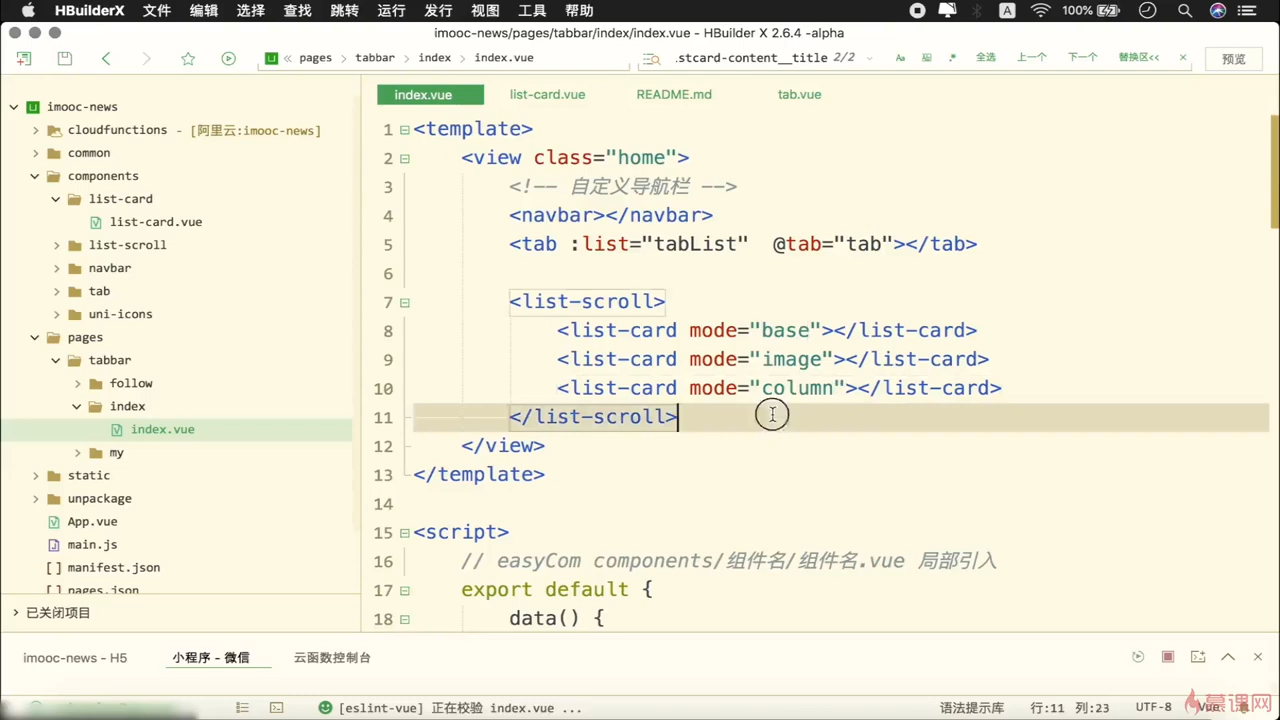 HBuilderX 文件 编辑 选择 查找 跳转 运行 发行 视图 工具 帮助 A 100%
imooc-news/pages/tabbar/index/index.vue - HBuilder X 2.6.4 -alpha
« pages > tabbar > index > index.vue .stcard-content__title 2/2 Aa .* 全选 上一个 下一个 替换区<< × 预览
imooc-news
cloudfunctions - [阿里云:imooc-news]
common
components
list-card
list-card.vue
list-scroll
navbar
tab
uni-icons
pages
tabbar
follow
index
index.vue
my
static
unpackage
App.vue
main.js
manifest.json
pages.json
已关闭项目
index.vue list-card.vue README.md tab.vue
1 <template>
2 <view class="home">
3 <!-- 自定义导航栏 -->
4 <navbar></navbar>
5 <tab :list="tabList"  @tab="tab"></tab>
6
7 <list-scroll>
8 <list-card mode="base"></list-card>
9 <list-card mode="image"></list-card>
10 <list-card mode="column"></list-card>
11 </list-scroll>
12 </view>
13 </template>
14
15 <script>
16 // easyCom components/组件名/组件名.vue 局部引入
17 export default {
18 data() {
imooc-news - H5 小程序 - 微信 云函数控制台
[eslint-vue] 正在校验 index.vue ... 语法提示库 行:11 列:23 UTF-8 Vue
慕课网